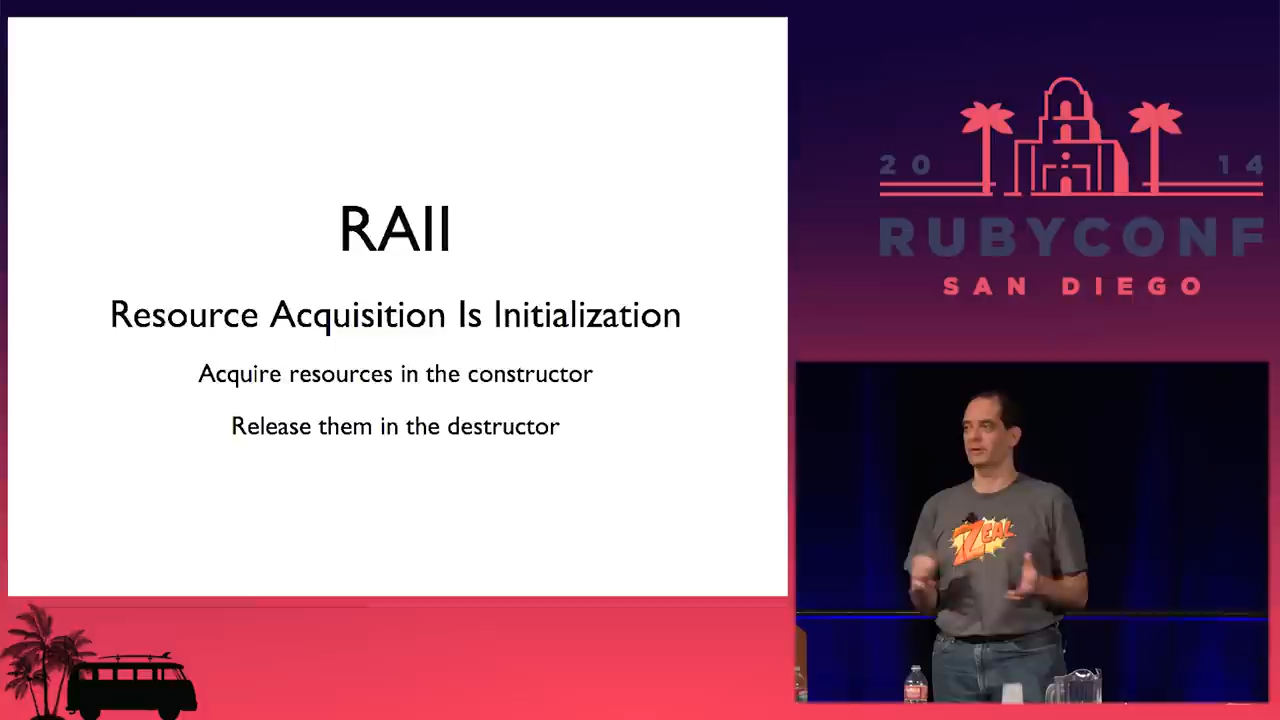 RAII
Resource Acquisition Is Initialization
Acquire resources in the constructor
Release them in the destructor
20 14
RUBYCONF
SAN DIEGO
ZEAL